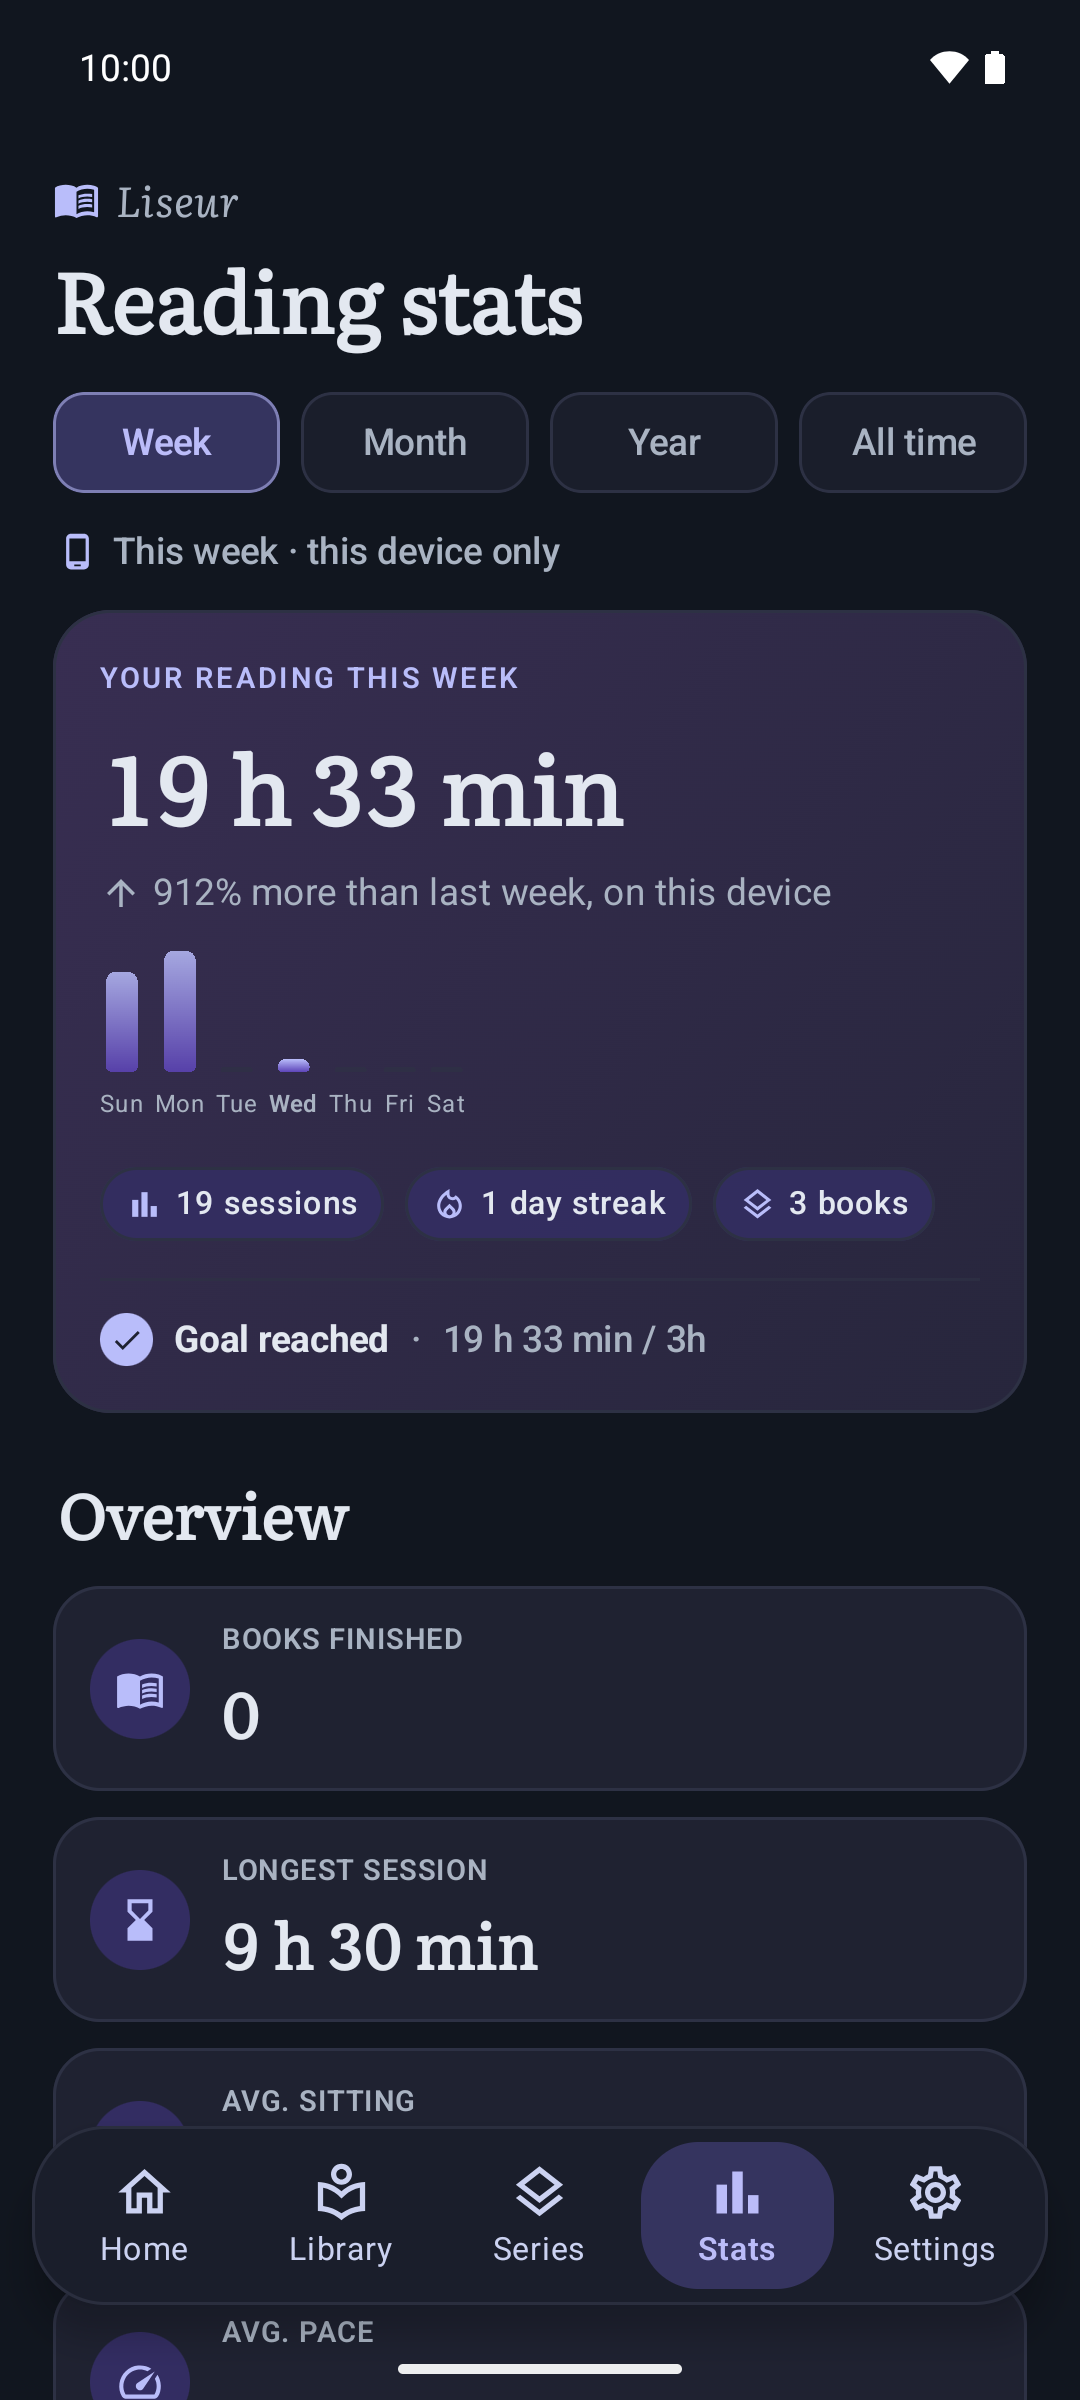 10:00
Liseur
Reading stats
Week Month Year All time
This week · this device only
YOUR READING THIS WEEK
19 h 33 min
912% more than last week, on this device
Sun Mon Tue Wed Thu Fri Sat
19 sessions 1 day streak 3 books
Goal reached · 19 h 33 min / 3h
Overview
BOOKS FINISHED
0
LONGEST SESSION
9 h 30 min
AVG. SITTING
Home Library Series Stats Settings
AVG. PACE